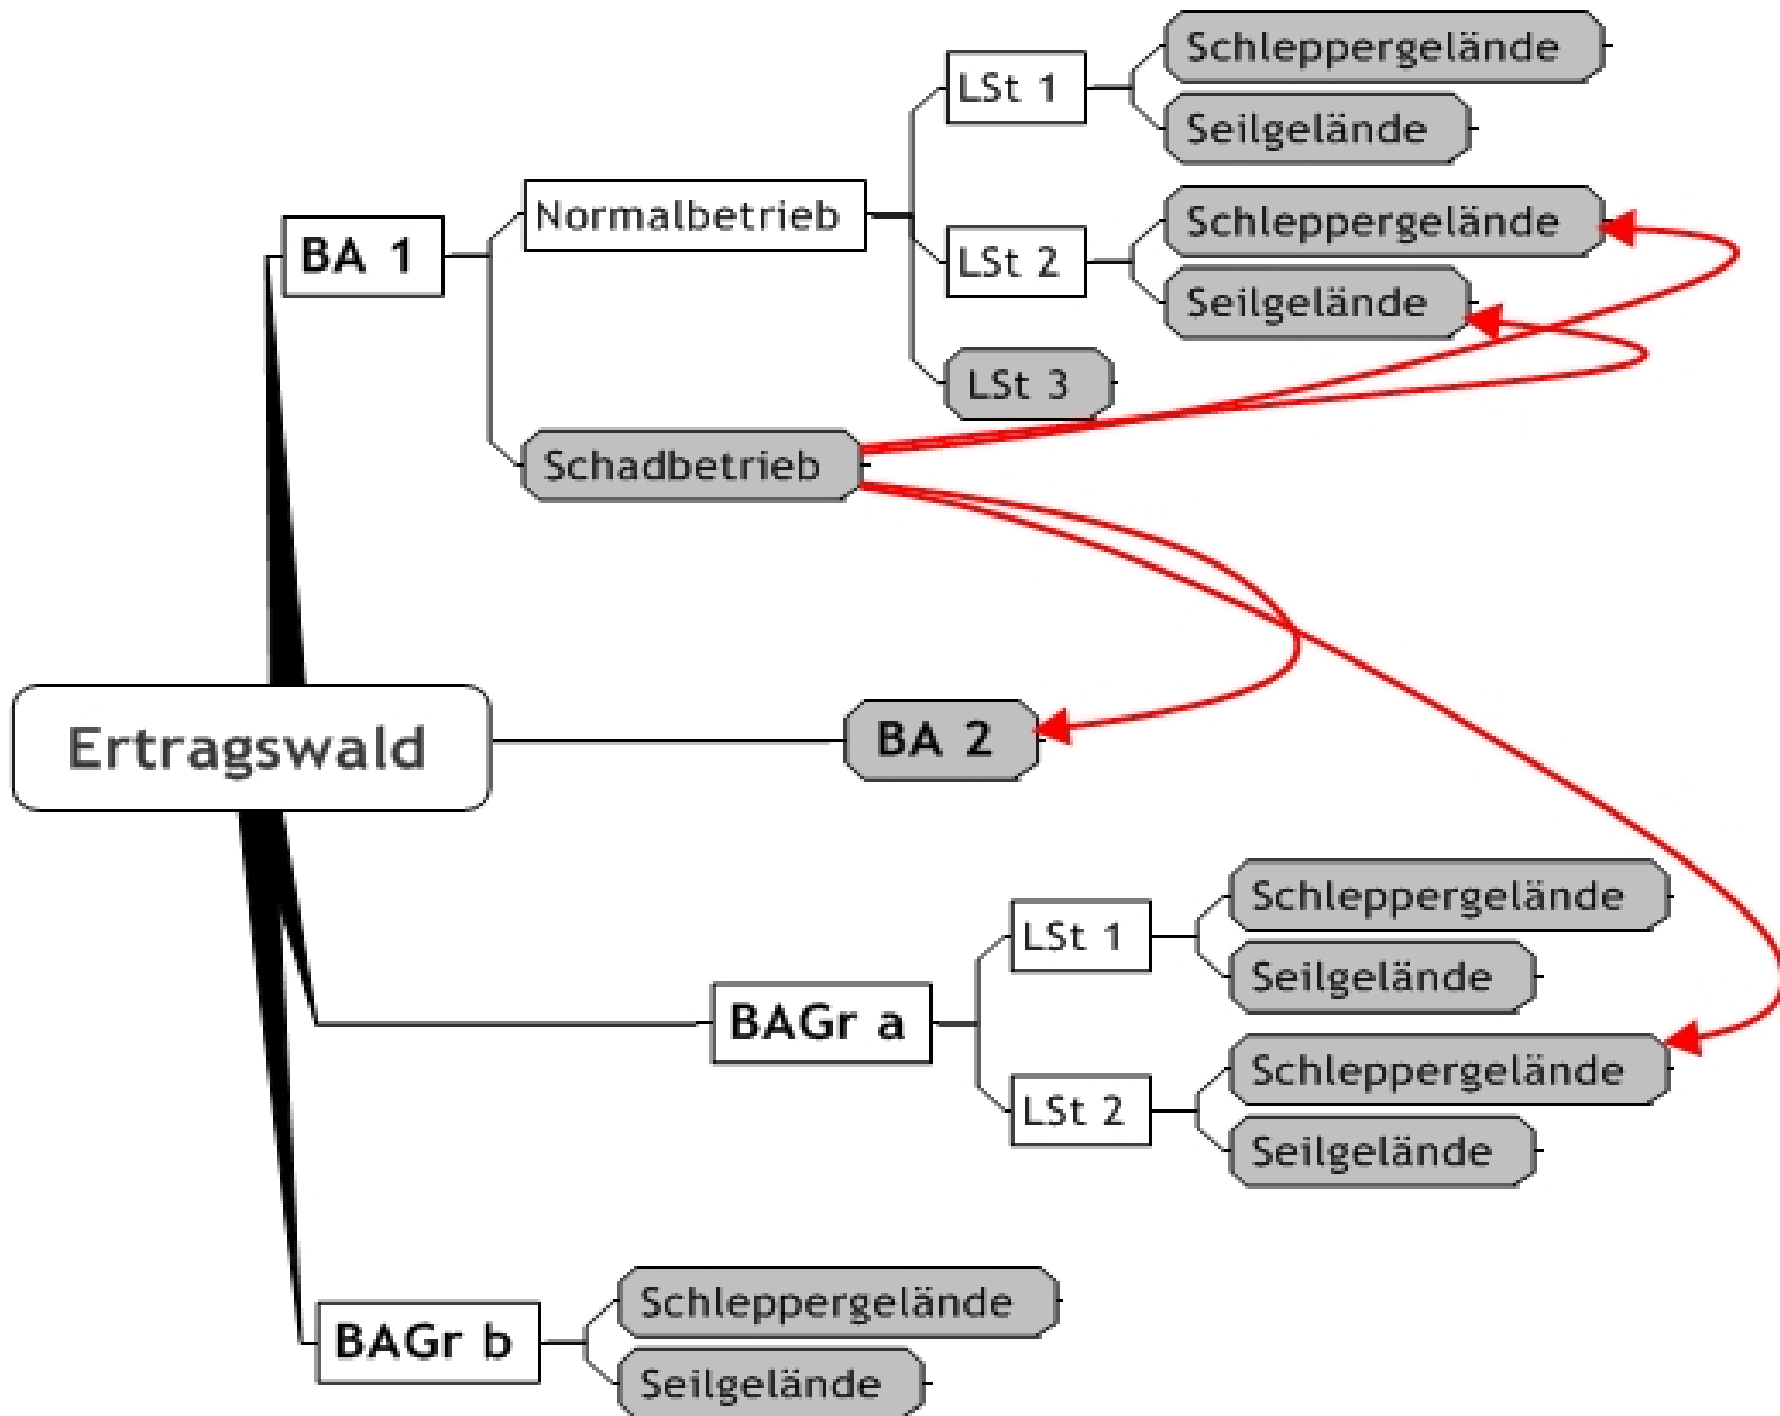 Schleppergelände
LSt 1
Seilgelände
Normalbetrieb
Schleppergelände
BA 1
LSt 2
Seilgelände
LSt 3
Schadbetrieb
Ertragswald
BA 2
Schleppergelände
LSt 1
Seilgelände
BAGr a
Schleppergelände
LSt 2
Seilgelände
Schleppergelände
BAGr b
Seilgelände